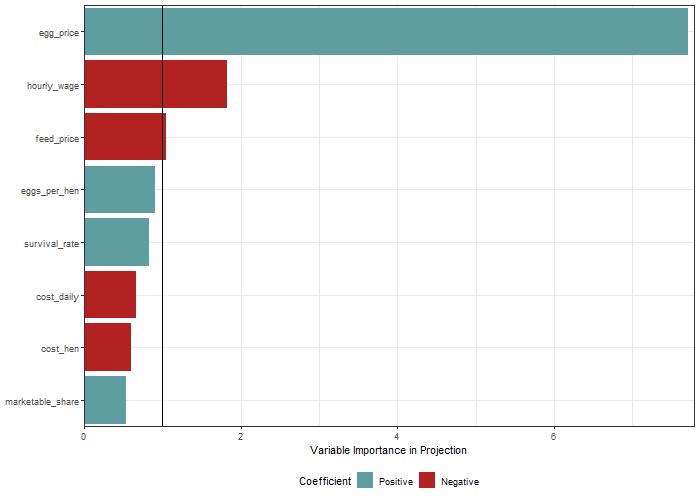 egg_price
hourly_wage
feed_price
eggs_per_hen
survival_rate
cost_daily
cost_hen
marketable_share
0 2 4 6
Variable Importance in Projection
Coefficient Positive Negative